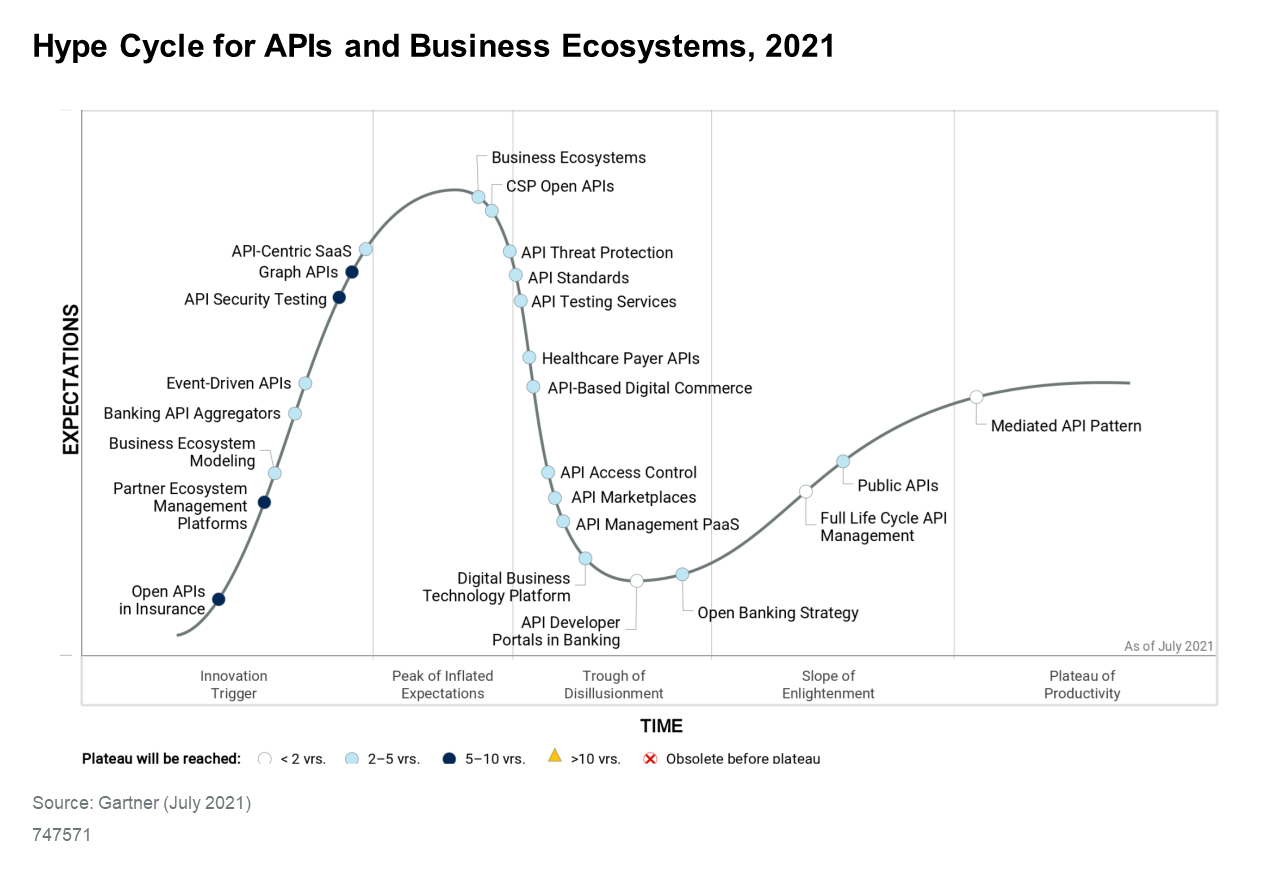 Hype Cycle for APIs and Business Ecosystems, 2021
EXPECTATIONS
Business Ecosystems
CSP Open APIs
API-Centric SaaS
Graph APIs
API Security Testing
Event-Driven APIs
Banking API Aggregators
Business Ecosystem
Modeling
Partner Ecosystem
Management
Platforms
Open APIs
in Insurance
API Threat Protection
API Standards
API Testing Services
Healthcare Payer APIs
API-Based Digital Commerce
API Access Control
API Marketplaces
API Management PaaS
Digital Business
Technology Platform
API Developer
Portals in Banking
Open Banking Strategy
Mediated API Pattern
Public APIs
Full Life Cycle API
Management
As of July 2021
Innovation
Trigger
Peak of Inflated
Expectations
Trough of
Disillusionment
Slope of
Enlightenment
Plateau of
Productivity
TIME
Plateau will be reached: < 2 yrs. 2–5 yrs. 5–10 yrs. >10 yrs. Obsolete before plateau
Source: Gartner (July 2021)
747571